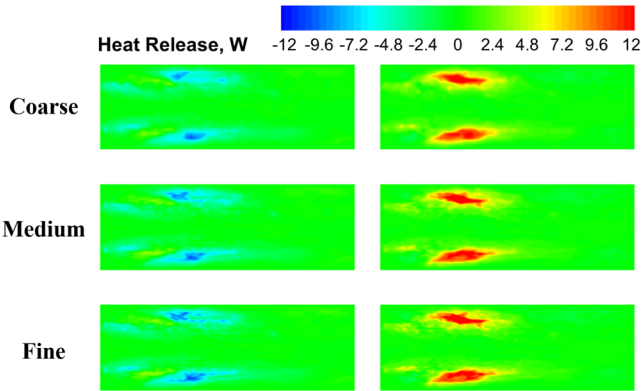 Heat Release, W
-12 -9.6 -7.2 -4.8 -2.4 0 2.4 4.8 7.2 9.6 12
Coarse
Medium
Fine